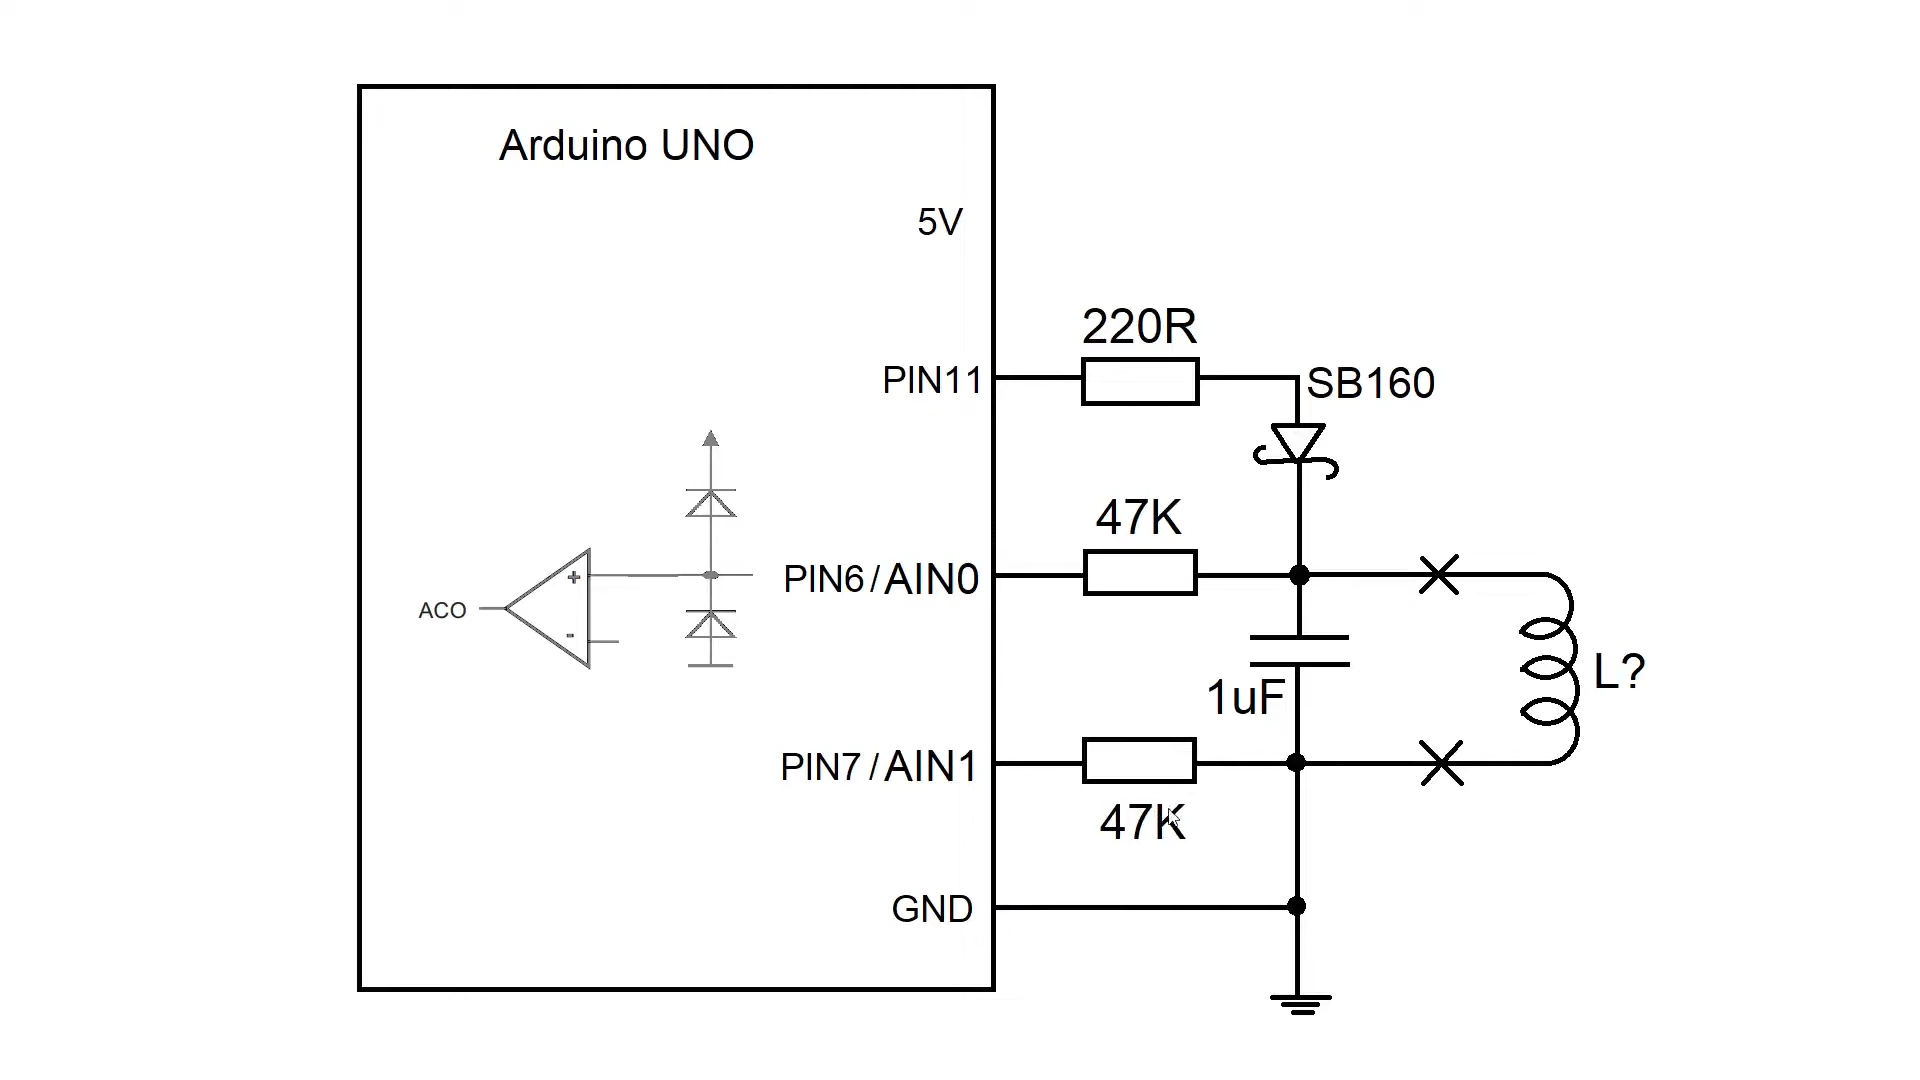 Arduino UNO
5V
220R
PIN11
SB160
47K
PIN6 / AIN0
+
ACO
-
L?
1uF
PIN7 / AIN1
47K
GND